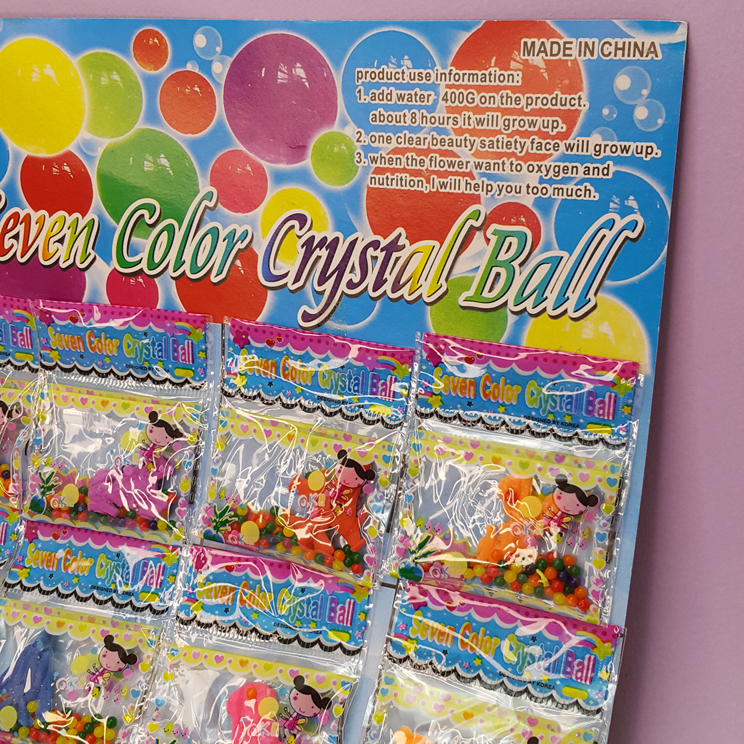 MADE IN CHINA
product use information:
1. add water 400G on the product.
about 8 hours it will grow up.
2. one clear beauty satiety face will grow up.
3. when the flower want to oxygen and
nutrition, I will help you too much.
Seven Color Crystal Ball
Ball
Seven Color Crystal Ball
Seven Color Crystal Ball
Seven Color Crystal Ball
Seven Color Crystal Ball
Seven Color Crystal Ball
Seven Color Crystal Ball